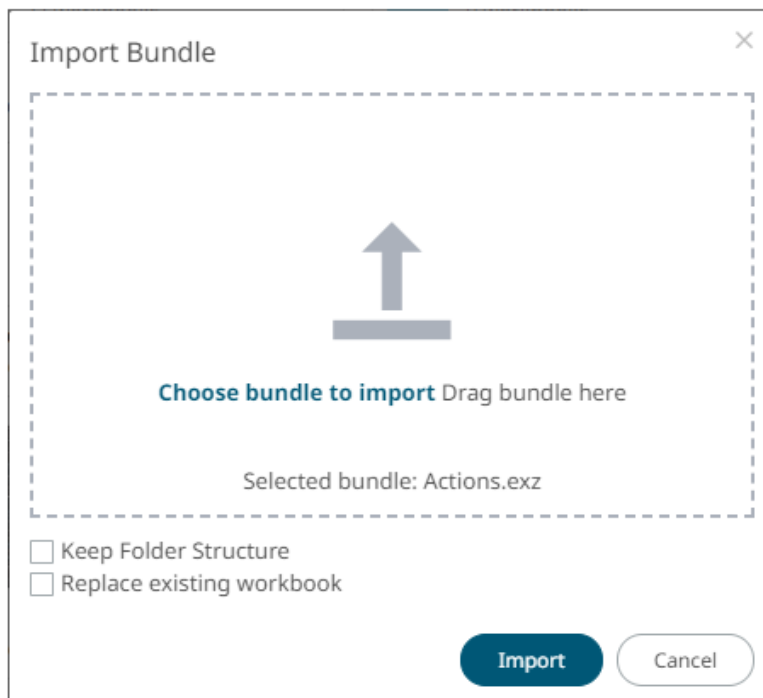 Import Bundle
Choose bundle to import Drag bundle here
Selected bundle: Actions.exz
Keep Folder Structure
Replace existing workbook
Import Cancel